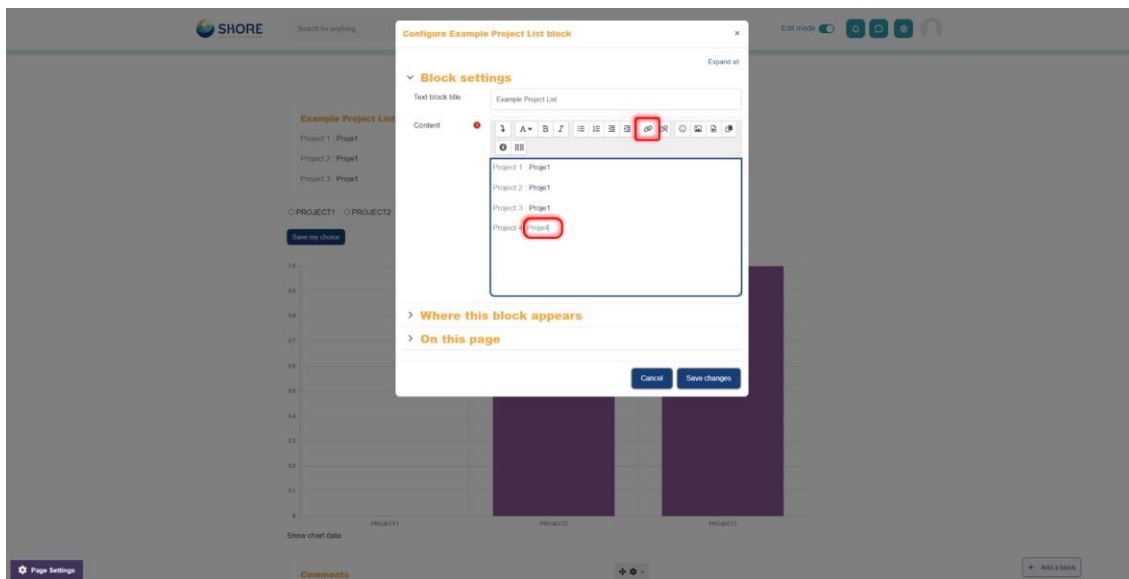 SHORE
Search for anything
Edit mode
Configure Example Project List block
×
Expand all
Block settings
Text block title
Example Project List
Content
Project 1 : Proje1
Project 2 : Proje1
Project 3 : Proje1
Project 4 Proje4
Where this block appears
On this page
Cancel
Save changes
Example Project List
Project 1 : Proje1
Project 2 : Proje1
Project 3 : Proje1
PROJECT1 PROJECT2
Save my choice
PROJECT1 PROJECT2
Show chart data
Comments
Page Settings
+ Add a block